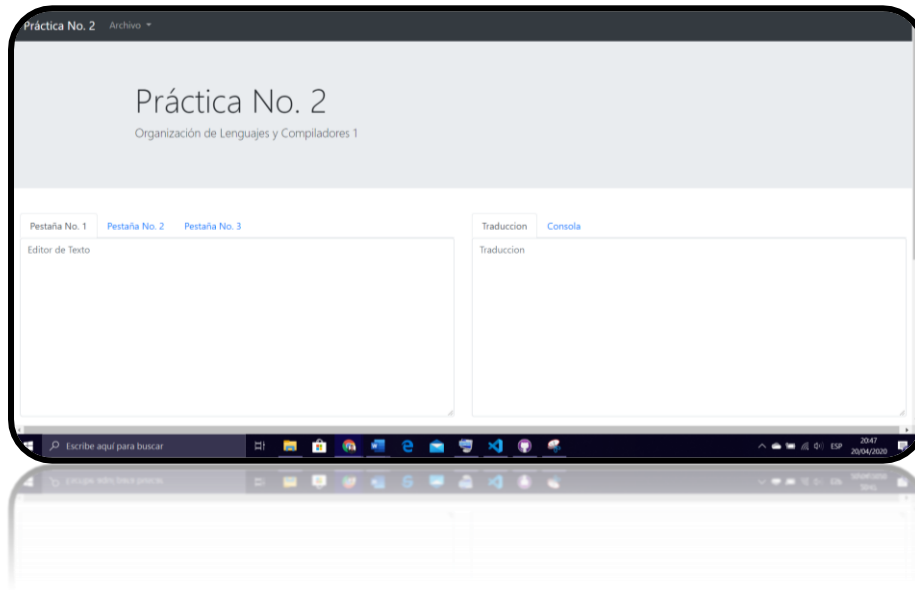 Práctica No. 2 Archivo
Práctica No. 2
Organización de Lenguajes y Compiladores 1
Pestaña No. 1 Pestaña No. 2 Pestaña No. 3
Editor de Texto
Traduccion Consola
Traduccion
Escribe aquí para buscar
ESP
20:47
20/04/2020